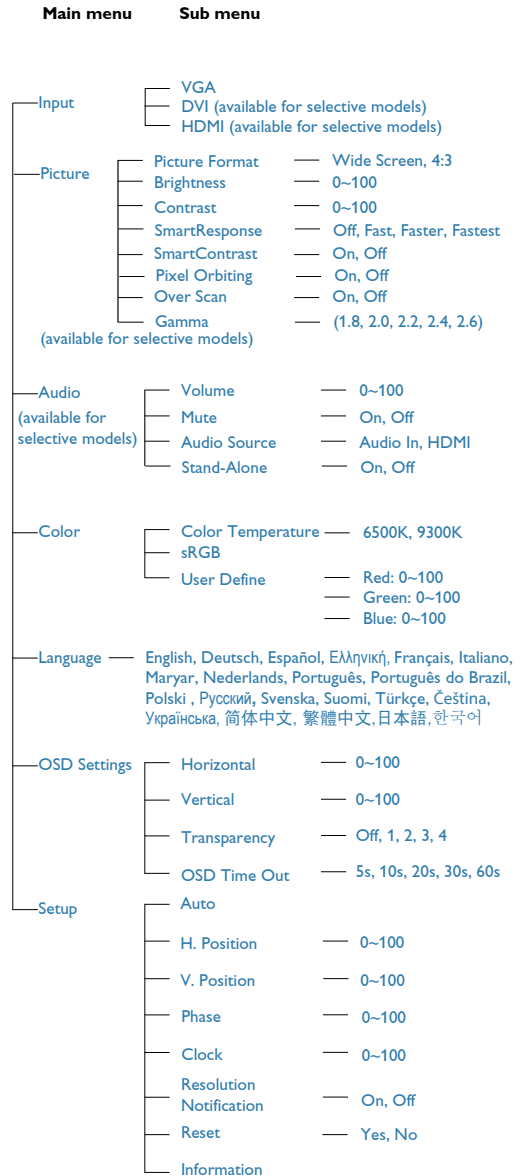 Main menu Sub menu
VGA
Input DVI (available for selective models)
HDMI (available for selective models)
Picture Picture Format Wide Screen, 4:3
Brightness 0~100
Contrast 0~100
SmartResponse Off, Fast, Faster, Fastest
SmartContrast On, Off
Pixel Orbiting On, Off
Over Scan On, Off
Gamma (1.8, 2.0, 2.2, 2.4, 2.6)
(available for selective models)
Audio Volume 0~100
(available for Mute On, Off
selective models) Audio Source Audio In, HDMI
Stand-Alone On, Off
Color Color Temperature 6500K, 9300K
sRGB
User Define Red: 0~100
Green: 0~100
Blue: 0~100
Language English, Deutsch, Español, Ελληνική, Français, Italiano,
Maryar, Nederlands, Português, Português do Brazil,
Polski , Русский, Svenska, Suomi, Türkçe, Čeština,
Українська, 简体中文, 繁體中文,日本語,한국어
OSD Settings Horizontal 0~100
Vertical 0~100
Transparency Off, 1, 2, 3, 4
OSD Time Out 5s, 10s, 20s, 30s, 60s
Setup Auto
H. Position 0~100
V. Position 0~100
Phase 0~100
Clock 0~100
Resolution
Notification On, Off
Reset Yes, No
Information